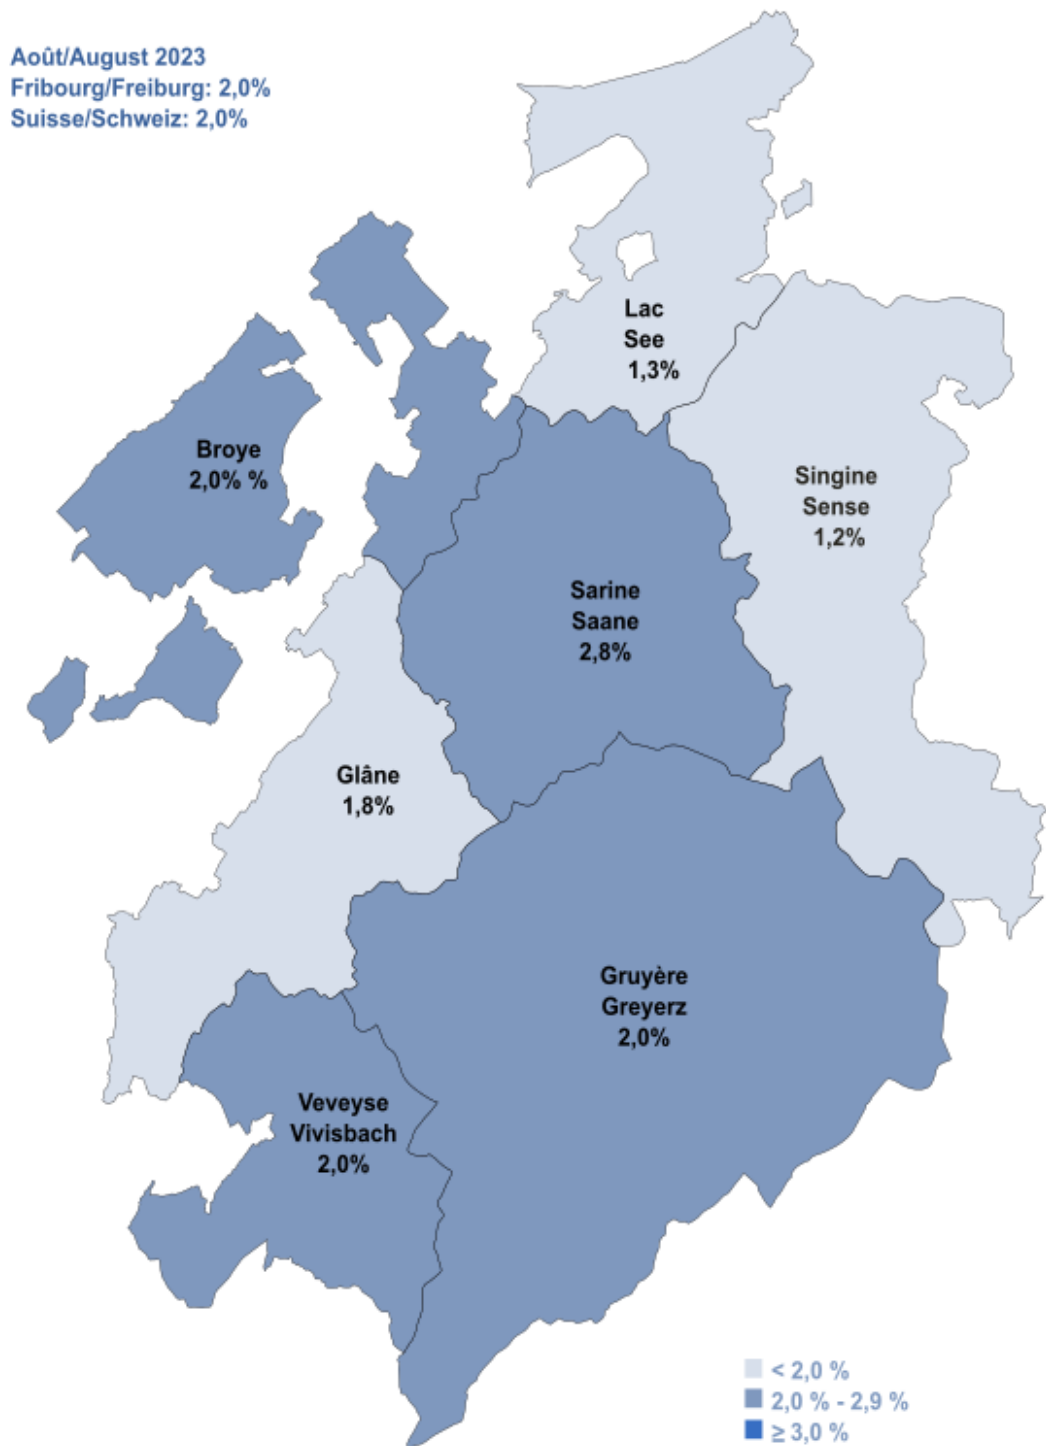 Août/August 2023
Fribourg/Freiburg: 2,0%
Suisse/Schweiz: 2,0%
Lac
See
1,3%
Broye
2,0% %
Singine
Sense
1,2%
Sarine
Saane
2,8%
Glâne
1,8%
Gruyère
Greyerz
2,0%
Veveyse
Vivisbach
2,0%
< 2,0 %
2,0 % - 2,9 %
≥ 3,0 %